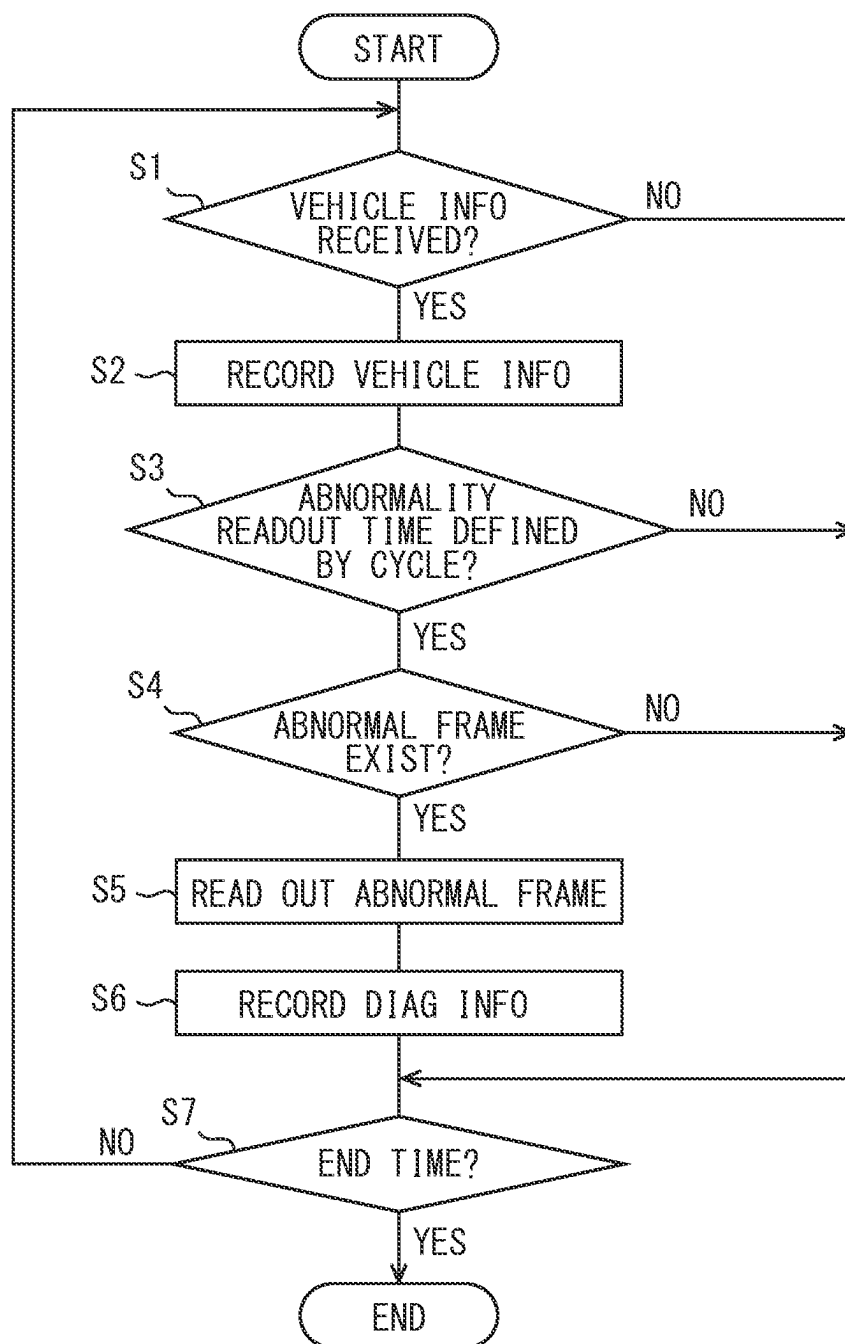 START
S1
VEHICLE INFO
RECEIVED?
NO
YES
S2
RECORD VEHICLE INFO
S3
ABNORMALITY
READOUT TIME DEFINED
BY CYCLE?
NO
YES
S4
ABNORMAL FRAME
EXIST?
NO
YES
S5
READ OUT ABNORMAL FRAME
S6
RECORD DIAG INFO
S7
NO
END TIME?
YES
END